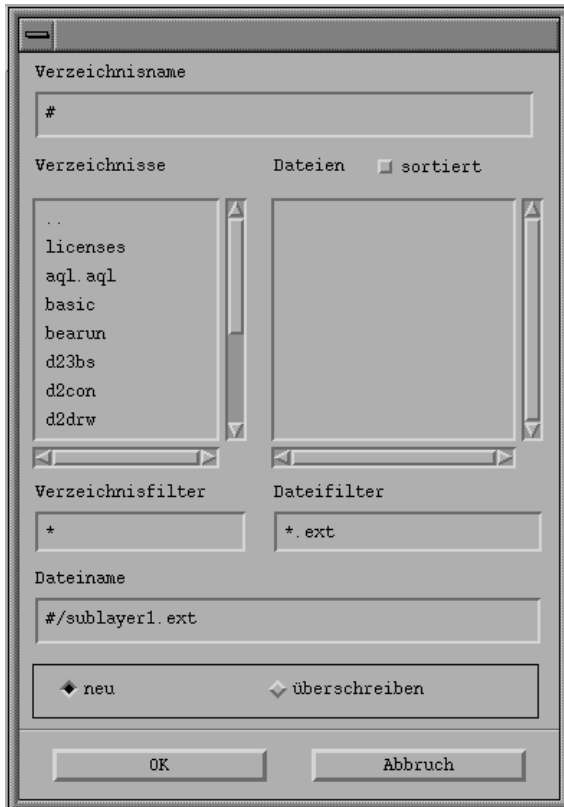 Verzeichnisname
#
Verzeichnisse
Dateien
sortiert
..
licenses
aql.aql
basic
bearun
d23bs
d2con
d2drw
Verzeichnisfilter
Dateifilter
*
*.ext
Dateiname
#/sublayer1.ext
neu
überschreiben
OK
Abbruch